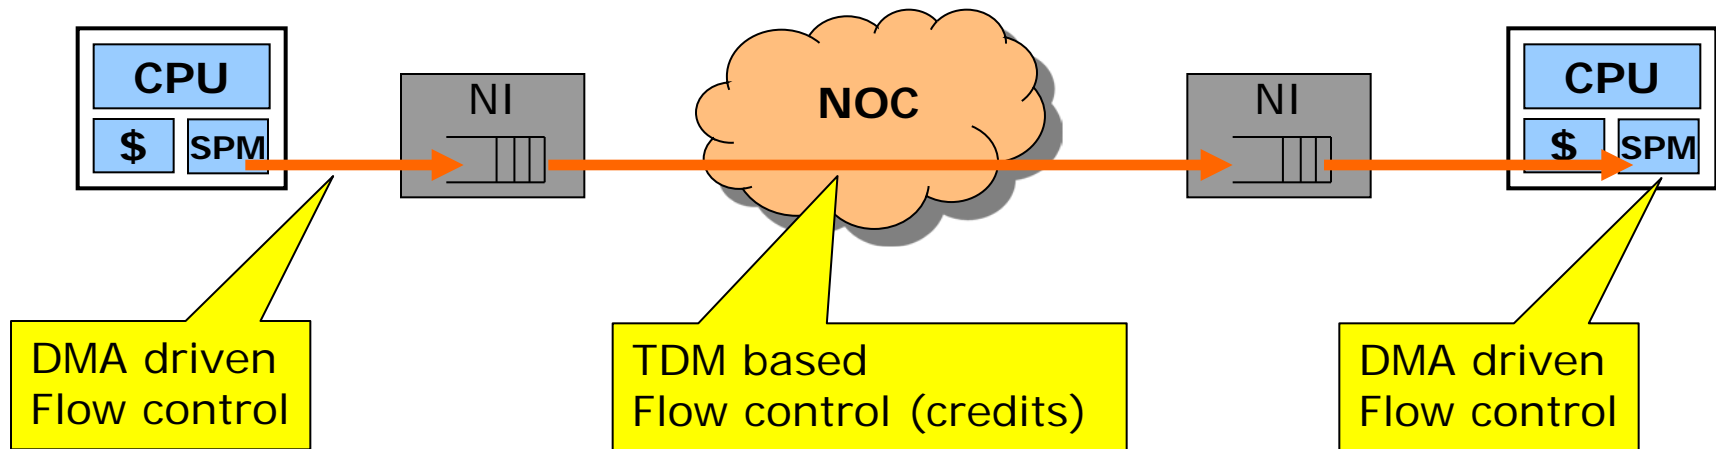 CPU
$
SPM
NI
NOC
NI
CPU
$
SPM
DMA driven
Flow control
TDM based
Flow control (credits)
DMA driven
Flow control